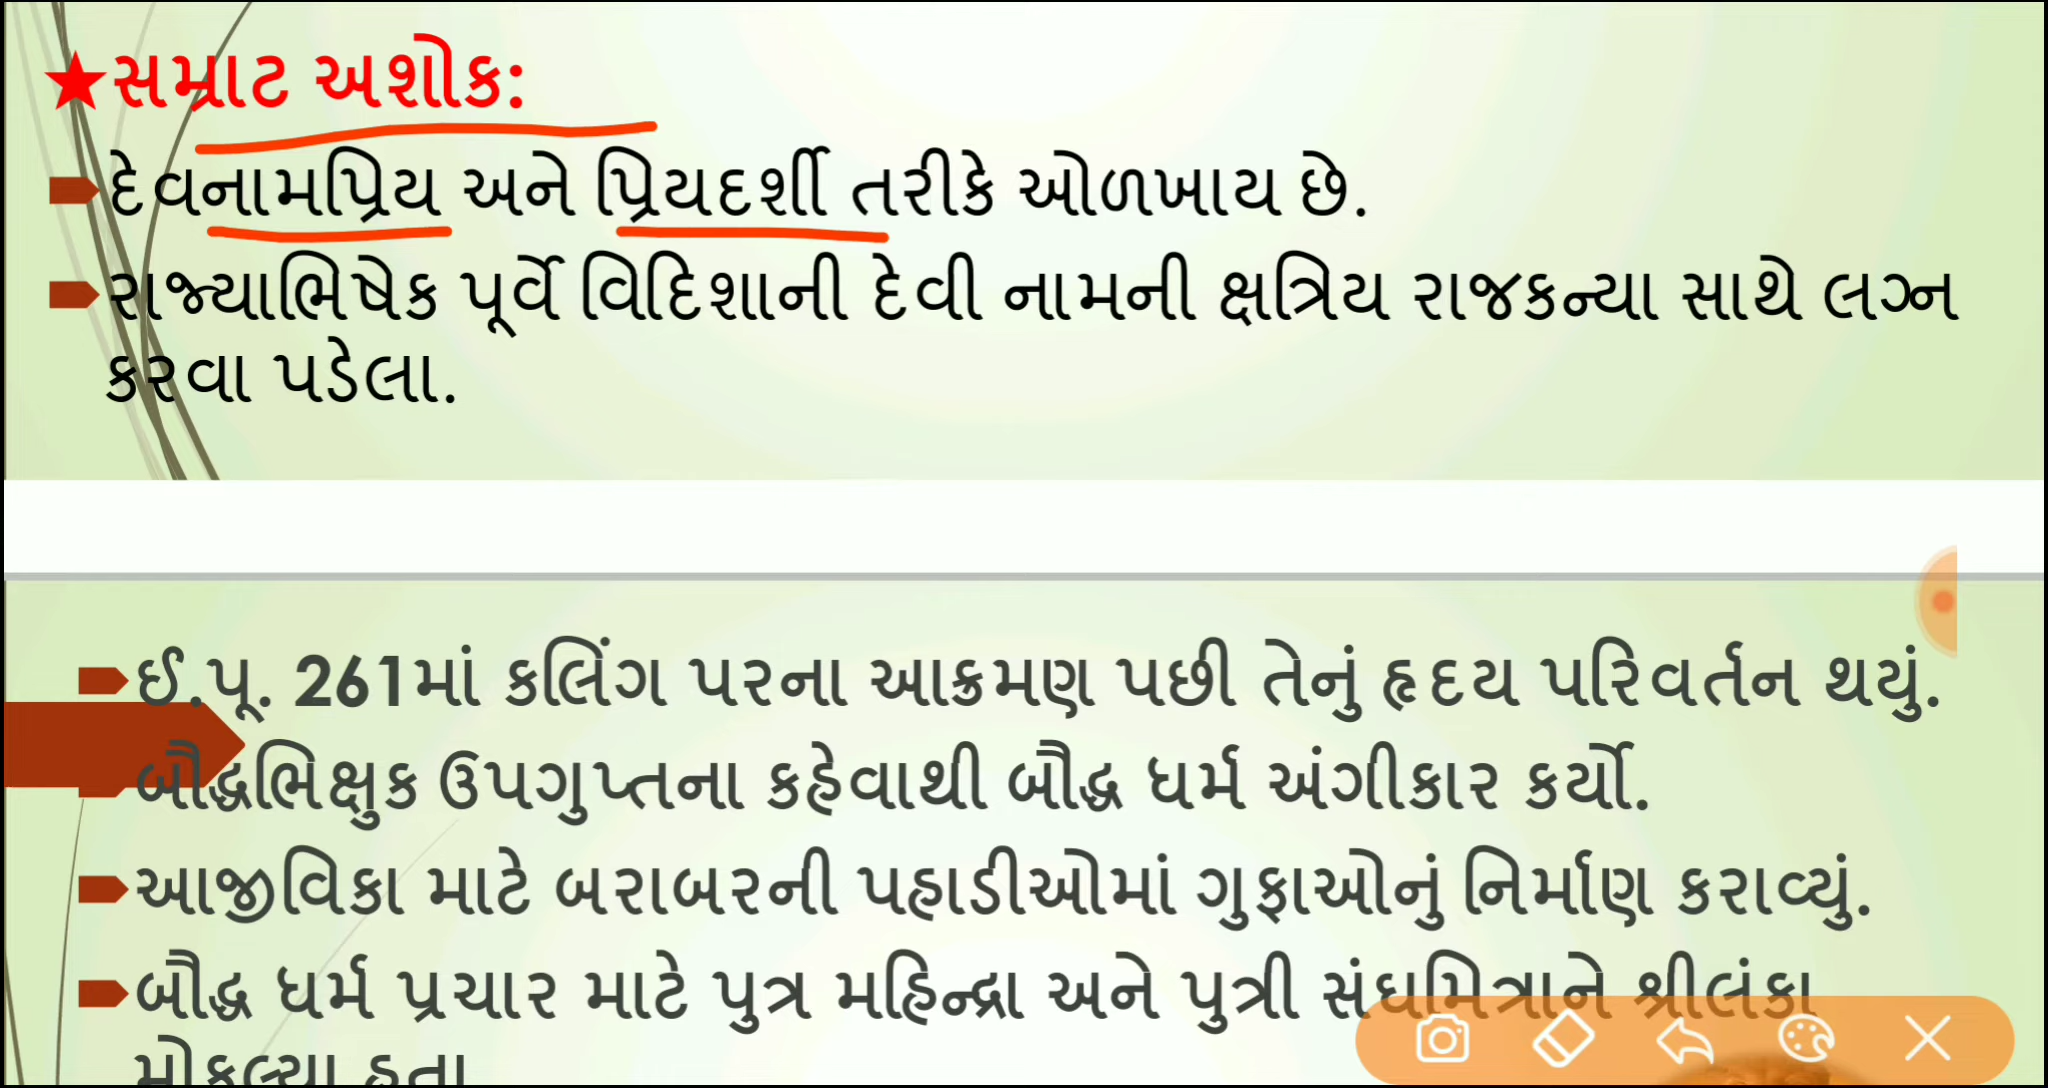 ★સમ્રાટ અશોક:
દેવનામપ્રિય અને પ્રિયદર્શી તરીકે ઓળખાય છે.
રાજ્યાભિષેક પૂર્વે વિદિશાની દેવી નામની ક્ષત્રિય રાજકન્યા સાથે લગ્ન
કરવા પડેલા.
ઈ.પૂ. 261માં કલિંગ પરના આક્રમણ પછી તેનું હૃદય પરિવર્તન થયું.
બૌદ્ધભિક્ષુક ઉપગુપ્તના કહેવાથી બૌદ્ધ ધર્મ અંગીકાર કર્યો.
આજીવિકા માટે બરાબરની પહાડીઓમાં ગુફાઓનું નિર્માણ કરાવ્યું.
બૌદ્ધ ધર્મ પ્રચાર માટે પુત્ર મહિન્દ્રા અને પુત્રી સંઘમિત્રાને શ્રીલંકા
મોકલ્યા હતા